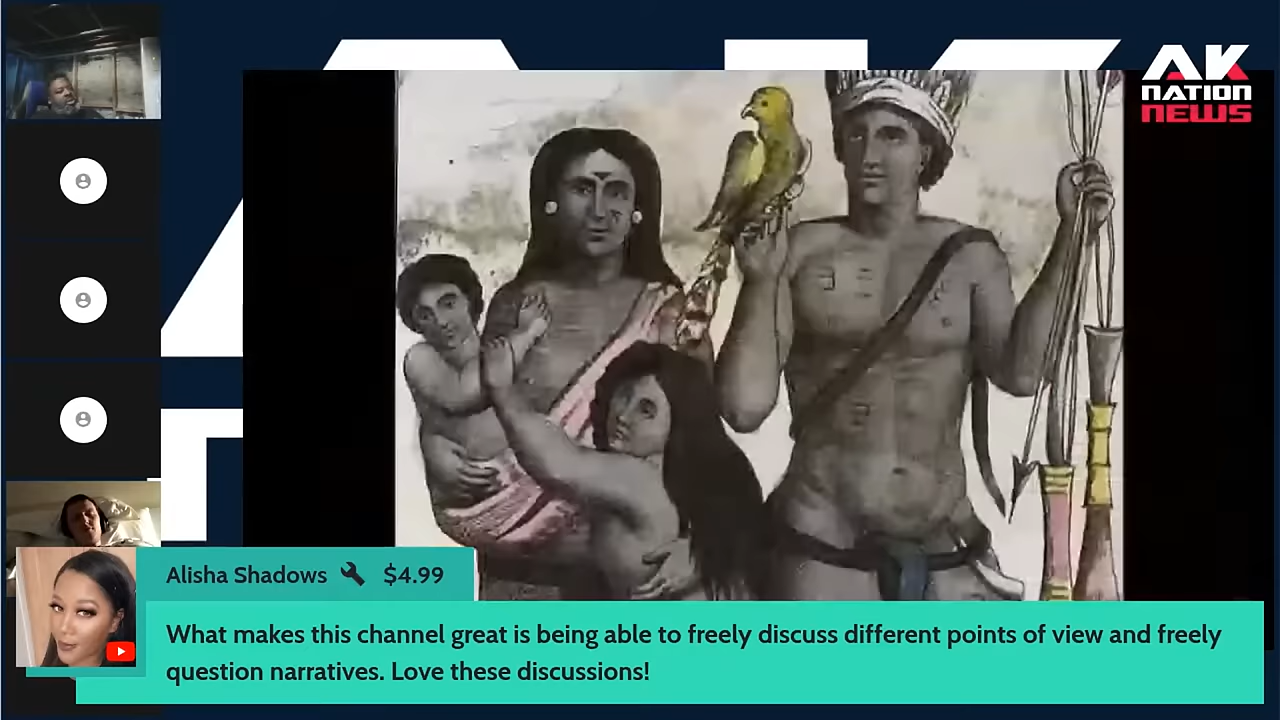 AK
NATION
NEWS
Alisha Shadows $4.99
What makes this channel great is being able to freely discuss different points of view and freely
question narratives. Love these discussions!